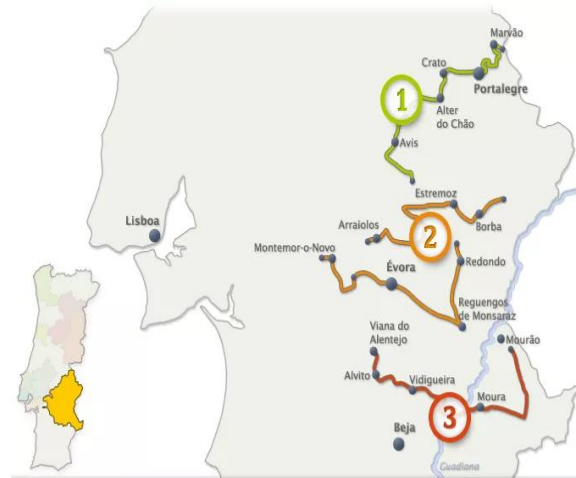 Marvão
Crato
Portalegre
1
Alter
do Chão
Avis
Estremoz
Lisboa
Arraiolos
2
Borba
Montemor-o-Novo
Redondo
Évora
Reguengos
de Monsaraz
Viana do
Alentejo
Mourão
Alvito
Vidigueira
3
Moura
Beja
Guadiana